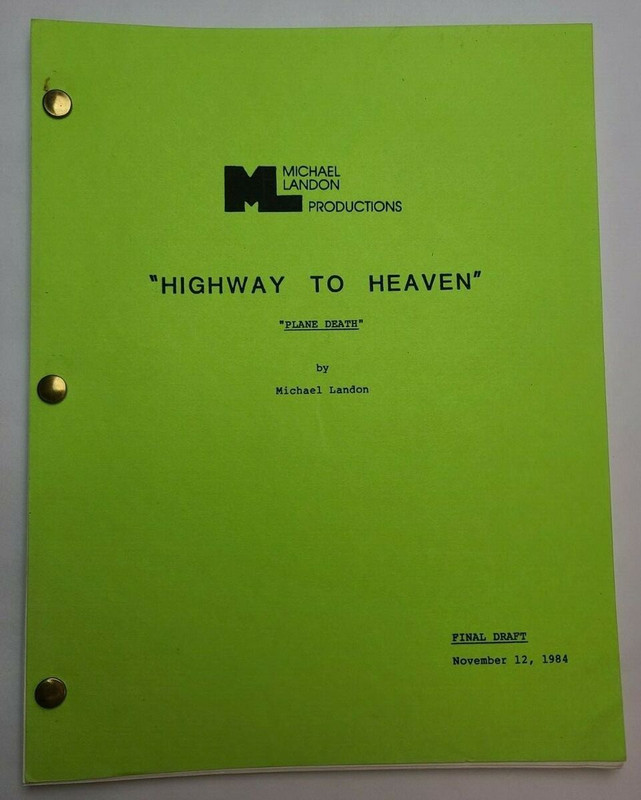 ML MICHAEL
LANDON
PRODUCTIONS
"HIGHWAY TO HEAVEN"
"PLANE DEATH"
by
Michael Landon
FINAL DRAFT
November 12, 1984